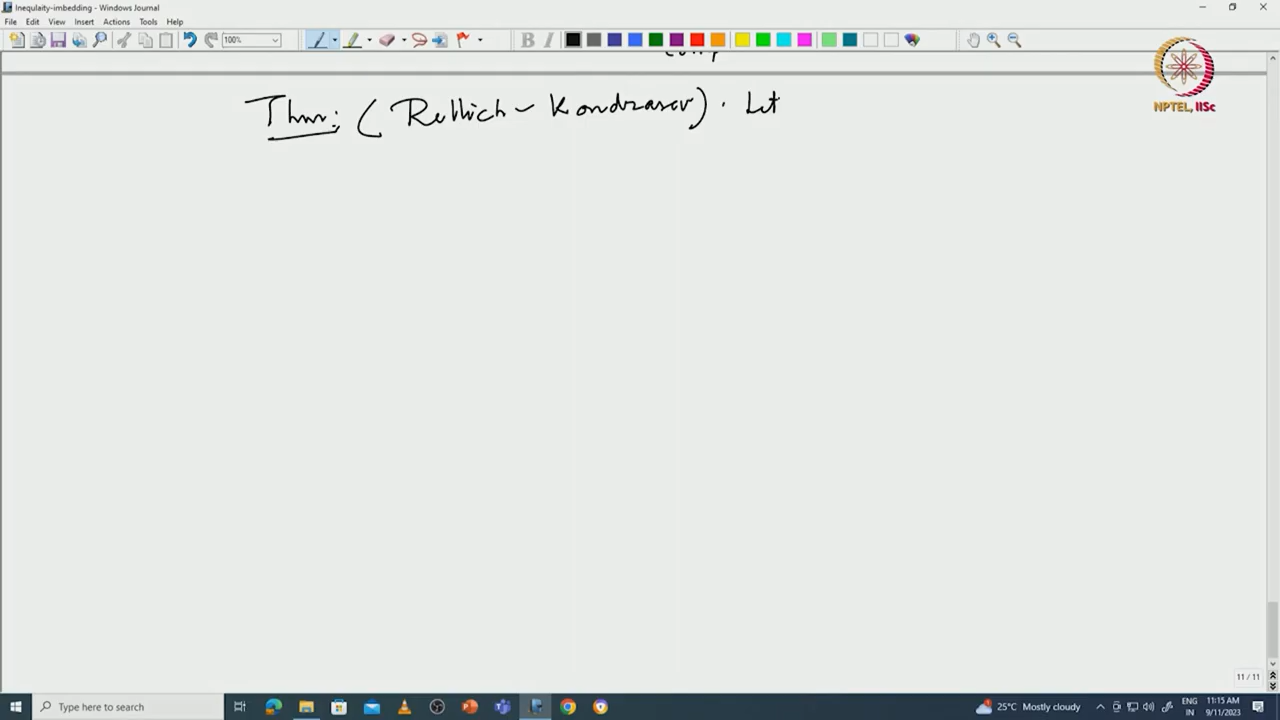 Inequlaity-imbedding - Windows Journal
File Edit View Insert Actions Tools Help
100%
Thm: (Rellich - Kondrasov). Let
NPTEL, IISc
11 / 11
Type here to search
25°C Mostly cloudy
ENG
IN
11:15 AM
9/11/2023